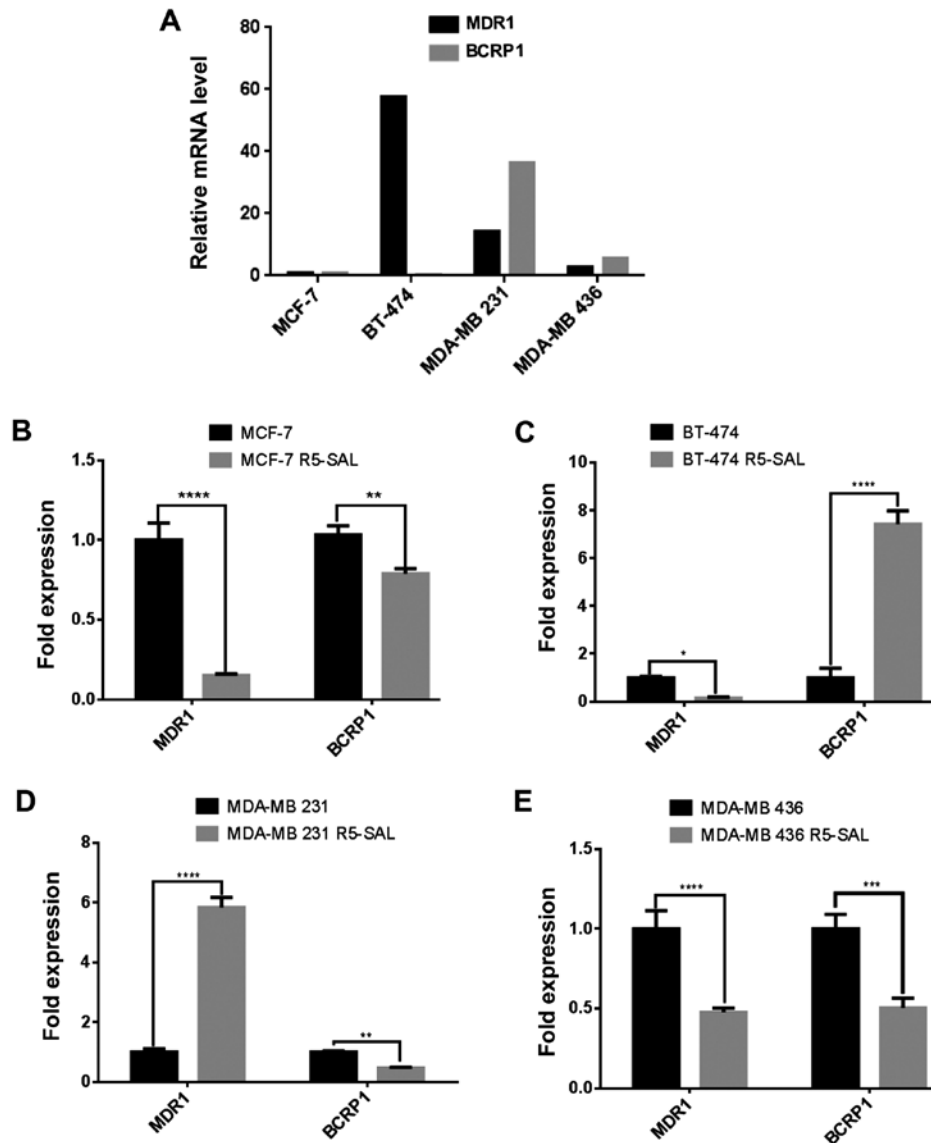 A
MDR1
BCRP1
Relative mRNA level
80
60
40
20
0
MCF-7
BT-474
MDA-MB 231
MDA-MB 436
B
MCF-7
MCF-7 R5-SAL
Fold expression
1.5
1.0
0.5
0.0
****
**
MDR1
BCRP1
C
BT-474
BT-474 R5-SAL
Fold expression
10
8
6
4
2
0
*
****
MDR1
BCRP1
D
MDA-MB 231
MDA-MB 231 R5-SAL
Fold expression
8
6
4
2
0
****
**
MDR1
BCRP1
E
MDA-MB 436
MDA-MB 436 R5-SAL
Fold expression
1.5
1.0
0.5
0.0
****
***
MDR1
BCRP1